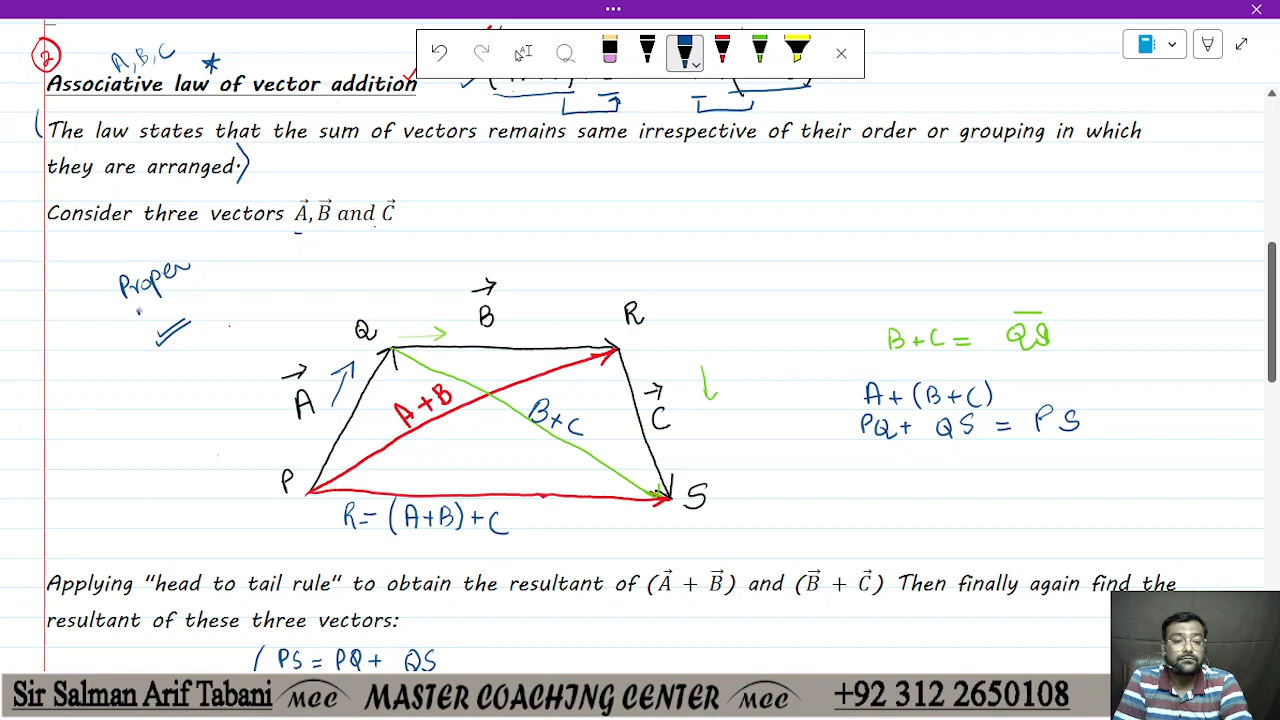 2
A, B, C *
Associative law of vector addition
(The law states that the sum of vectors remains same irrespective of their order or grouping in which
they are arranged.)
Consider three vectors A⃗, B⃗ and C⃗
Proper
B⃗
Q
R
A⃗
A+B
B+C
C⃗
P
S
R = (A+B)+C
B+C = QS
A+(B+C)
PQ+ QS = PS
Applying “head to tail rule” to obtain the resultant of (A⃗ + B⃗) and (B⃗ + C⃗) Then finally again find the
resultant of these three vectors:
( PS = PQ+ QS
Sir Salman Arif Tabani MCC MASTER COACHING CENTER MCC +92 312 2650108